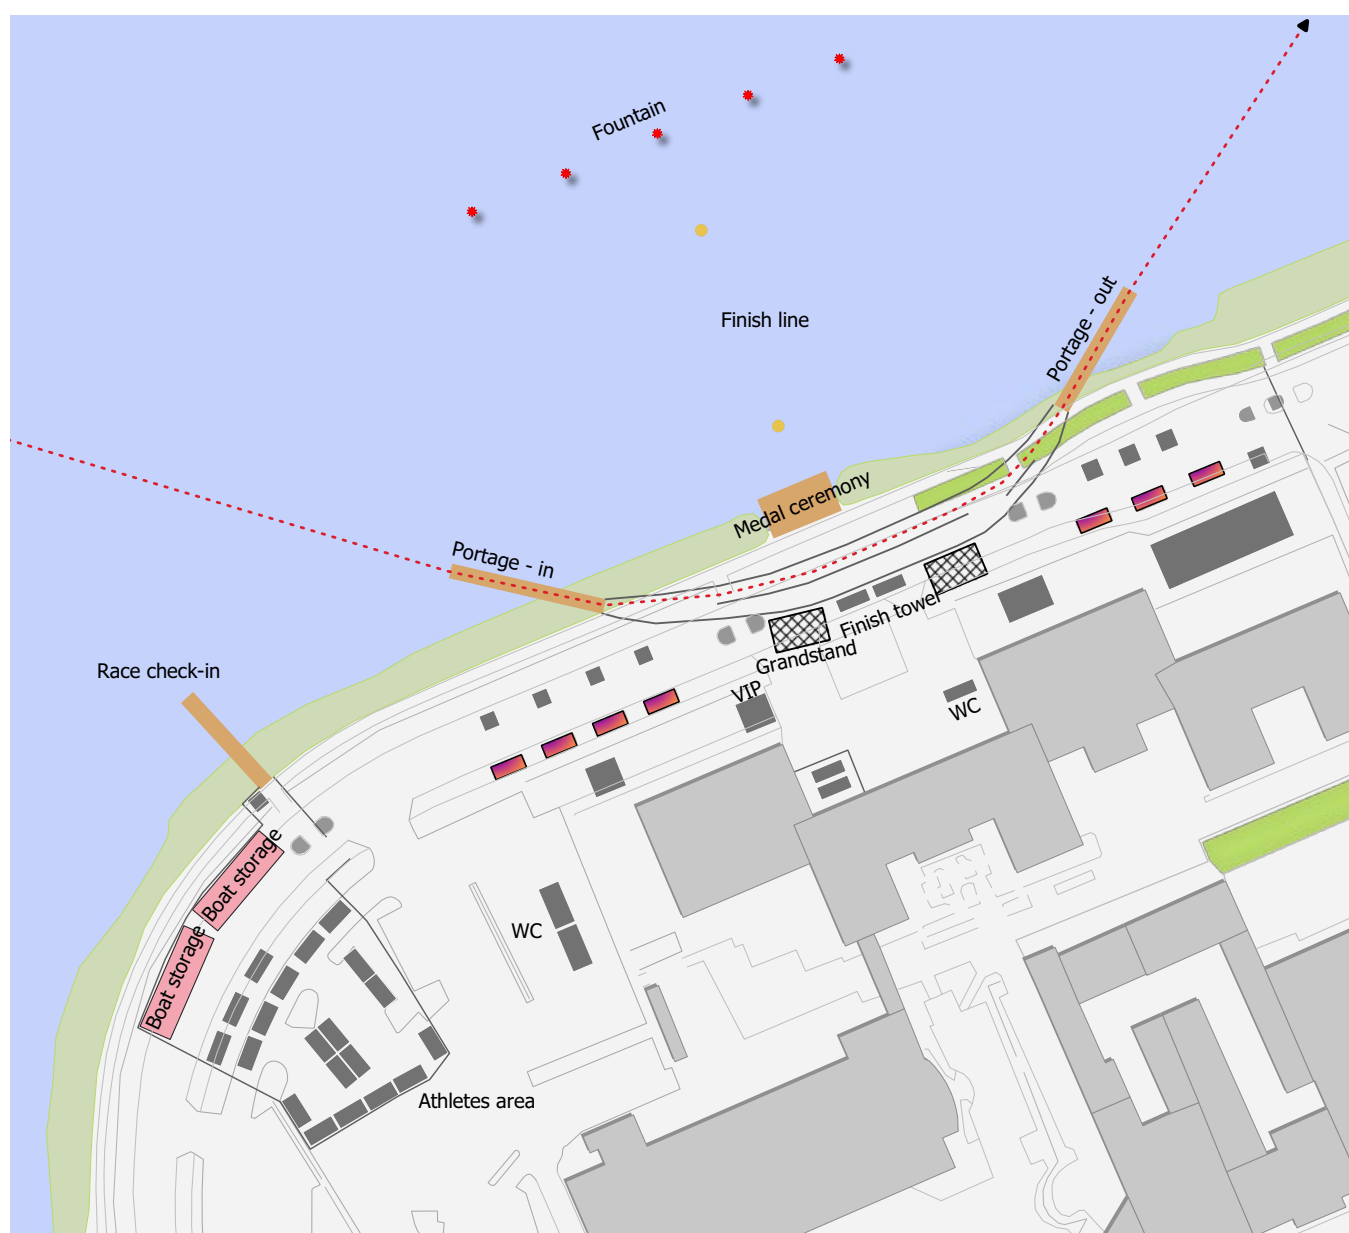 Fountain
Finish line
Portage - out
Medal ceremony
Portage - in
Finish tower
Grandstand
Race check-in
VIP
WC
Boat storage
WC
Boat storage
Athletes area